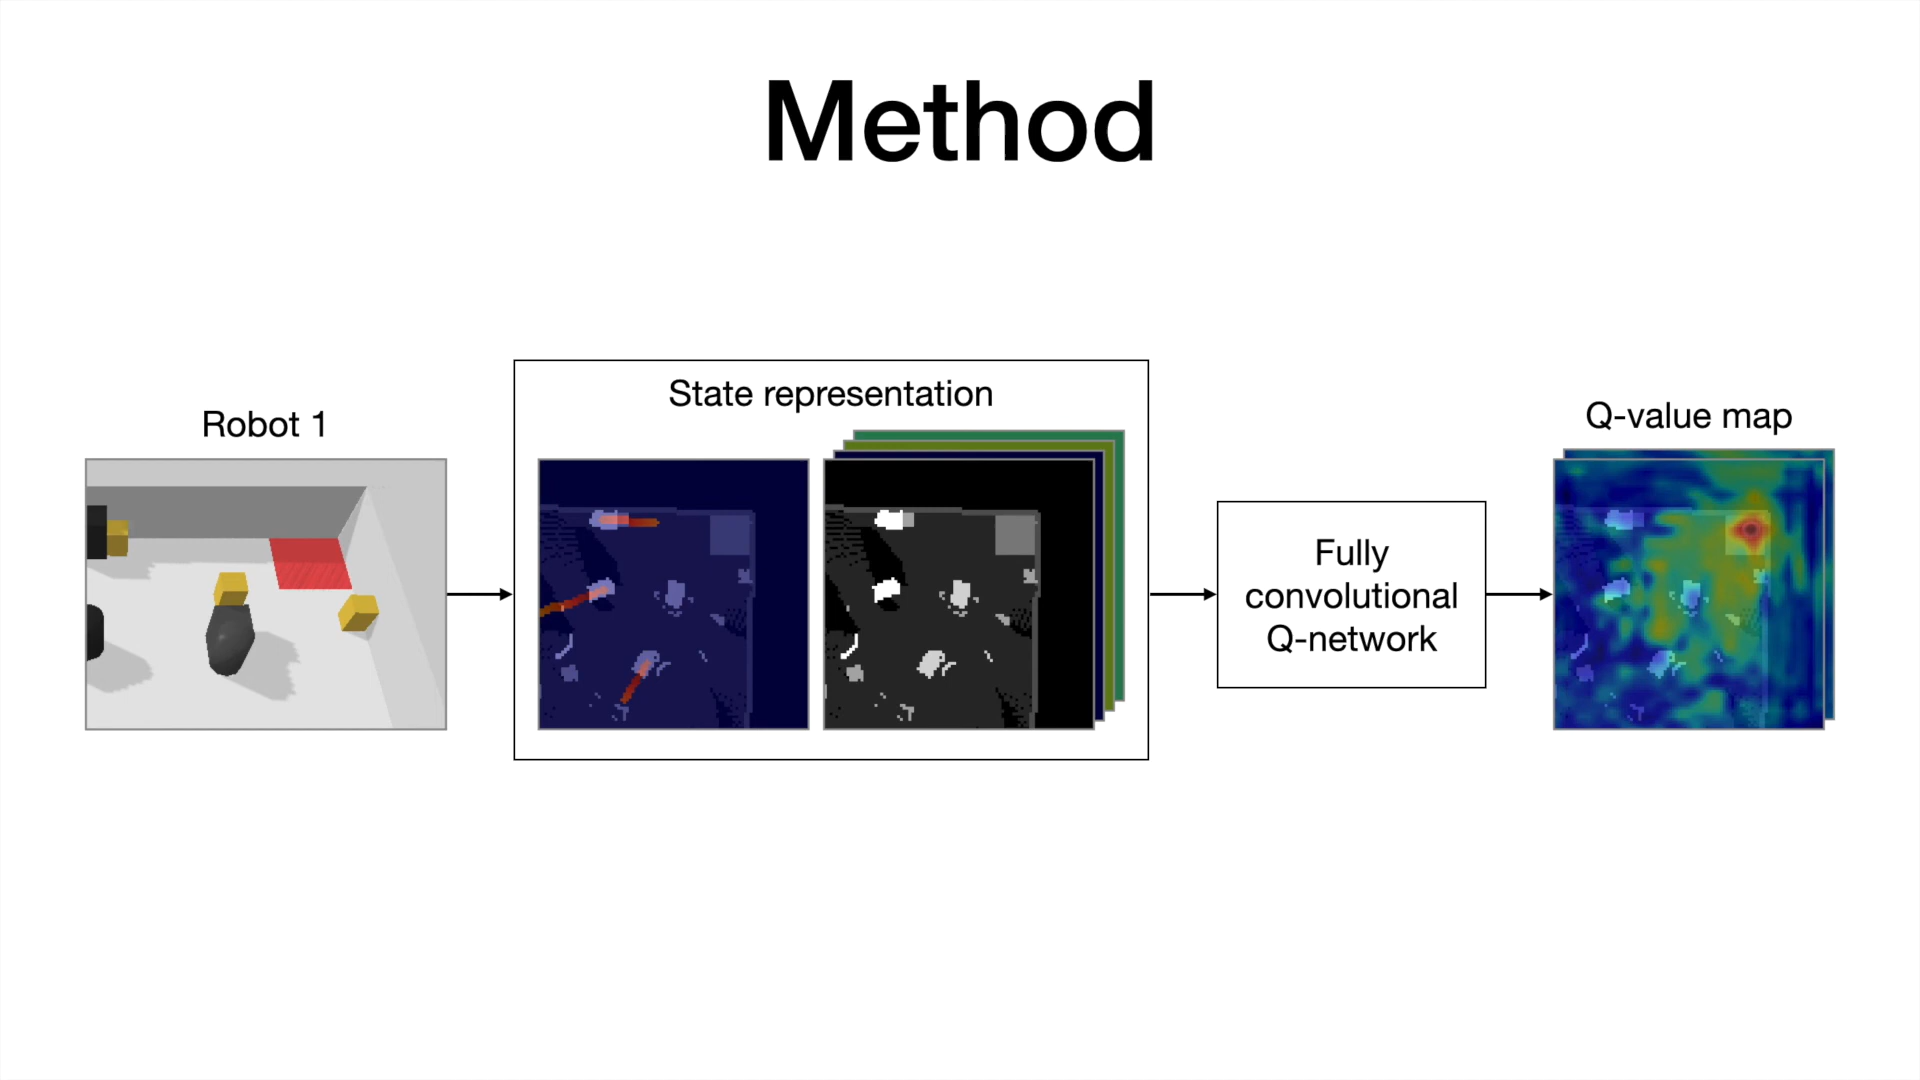 Method
Robot 1
State representation
Fully
convolutional
Q-network
Q-value map